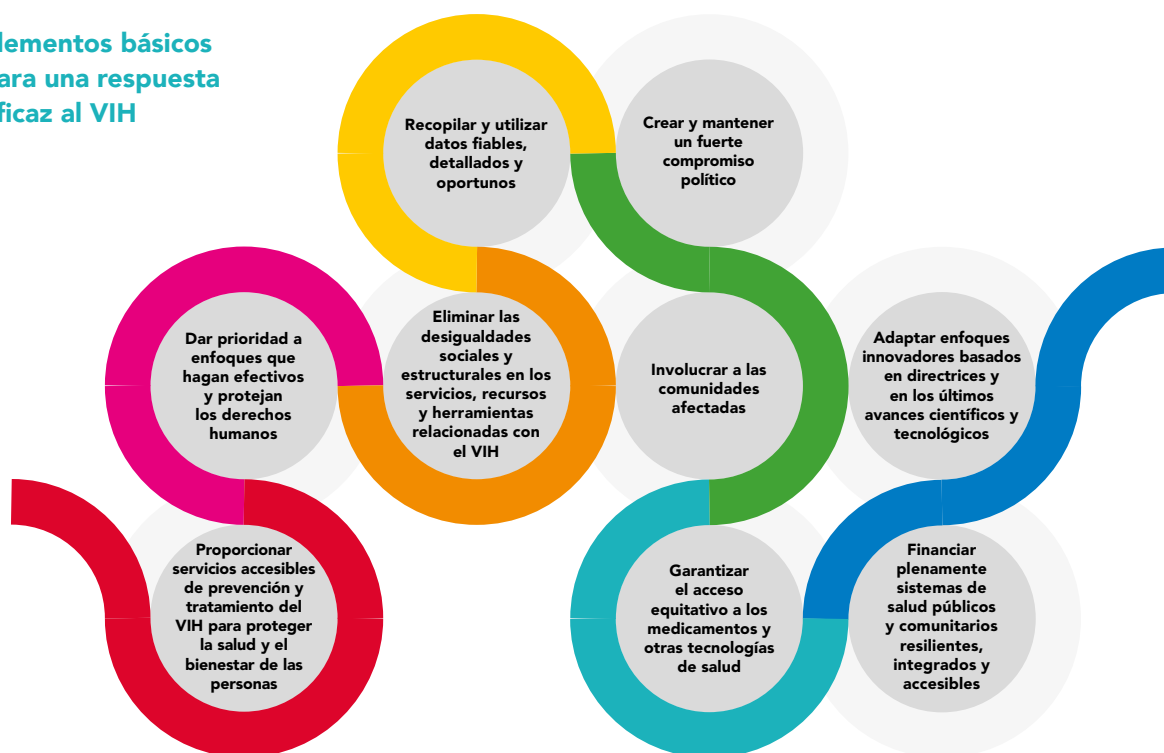 lementos básicos
ara una respuesta
ficaz al VIH
Recopilar y utilizar
datos fiables,
detallados y
oportunos
Crear y mantener
un fuerte
compromiso
político
Dar prioridad a
enfoques que
hagan efectivos
y protejan
los derechos
humanos
Eliminar las
desigualdades
sociales y
estructurales en los
servicios, recursos
y herramientas
relacionadas con
el VIH
Involucrar a las
comunidades
afectadas
Adaptar enfoques
innovadores basados
en directrices y
en los últimos
avances científicos y
tecnológicos
Proporcionar
servicios accesibles
de prevención y
tratamiento del
VIH para proteger
la salud y el
bienestar de las
personas
Garantizar
el acceso
equitativo a los
medicamentos y
otras tecnologías
de salud
Financiar
plenamente
sistemas de
salud públicos
y comunitarios
resilientes,
integrados y
accesibles